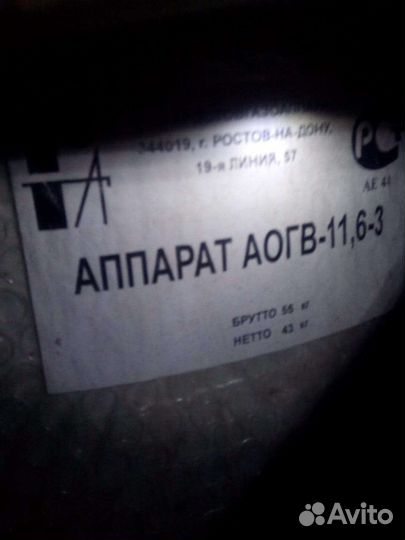 344019, г. РОСТОВ-НА-ДОНУ,
19-я ЛИНИЯ, 57
РС
АЕ 44
АППАРАТ АОГВ-11,6-3
БРУТТО 55 кг
НЕТТО 43 кг
Avito